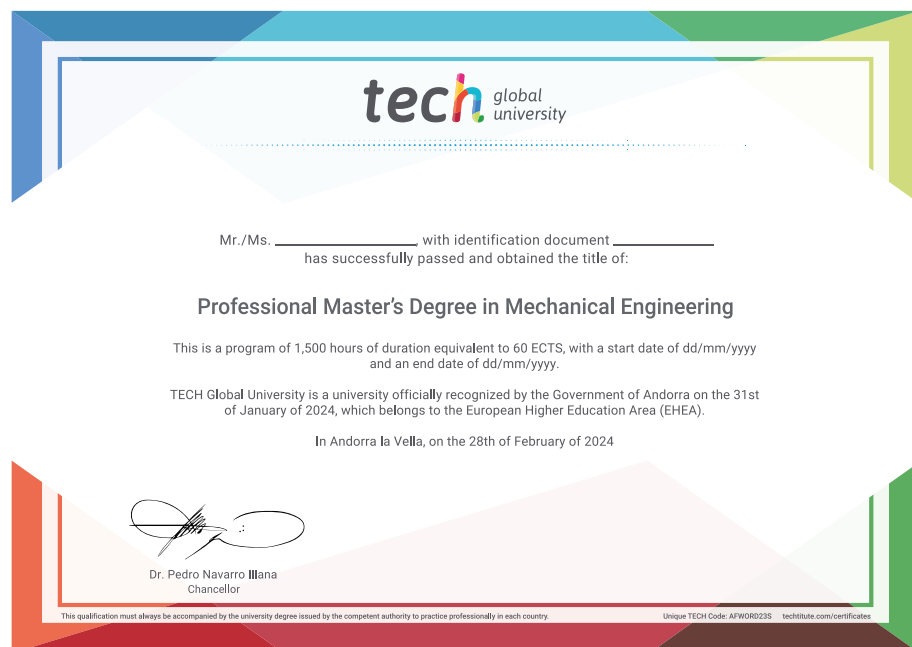 tech global
university
Mr./Ms. ____________, with identification document ____________
has successfully passed and obtained the title of:
Professional Master's Degree in Mechanical Engineering
This is a program of 1,500 hours of duration equivalent to 60 ECTS, with a start date of dd/mm/yyyy
and an end date of dd/mm/yyyy.
TECH Global University is a university officially recognized by the Government of Andorra on the 31st
of January of 2024, which belongs to the European Higher Education Area (EHEA).
In Andorra la Vella, on the 28th of February of 2024
Dr. Pedro Navarro Illana
Chancellor
This qualification must always be accompanied by the university degree issued by the competent authority to practice professionally in each country. Unique TECH Code: AFWORD23S techtitute.com/certificates